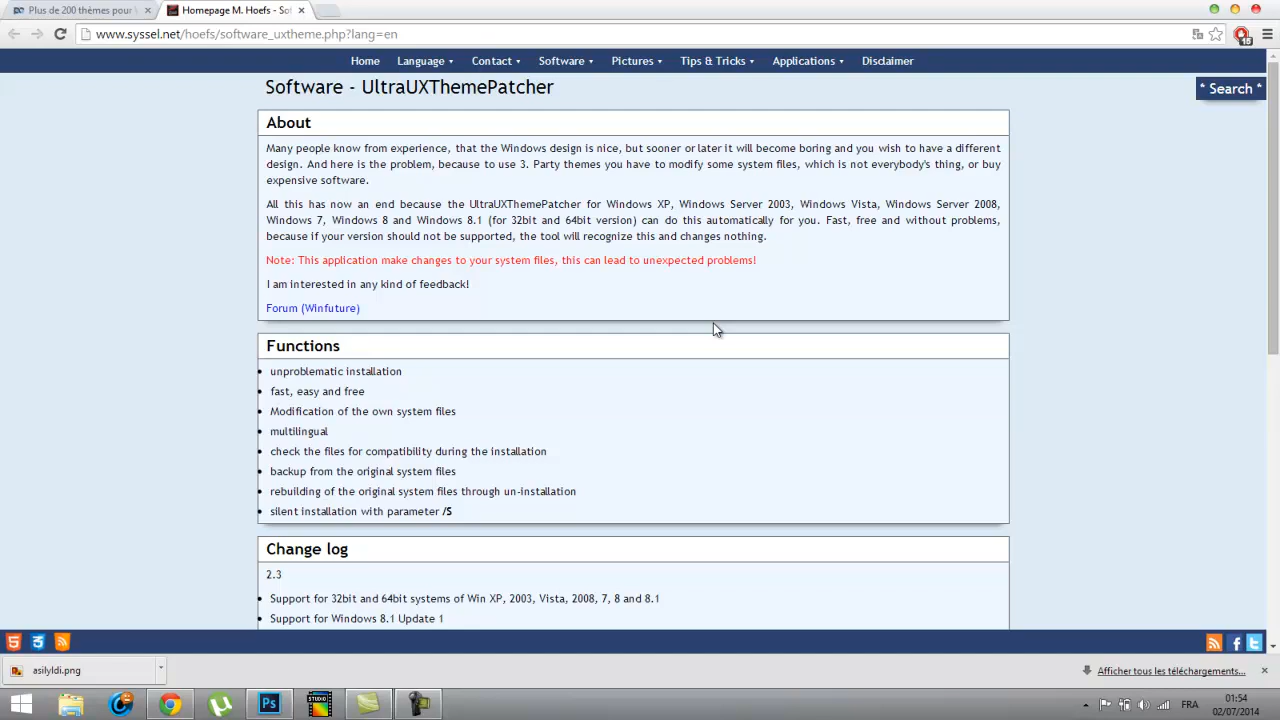 Plus de 200 thèmes pour
Homepage M. Hoefs - Sof
www.syssel.net/hoefs/software_uxtheme.php?lang=en
15
Home Language Contact Software Pictures Tips & Tricks Applications Disclaimer
Software - UltraUXThemePatcher
* Search *
About
Many people know from experience, that the Windows design is nice, but sooner or later it will become boring and you wish to have a different
design. And here is the problem, because to use 3. Party themes you have to modify some system files, which is not everybody's thing, or buy
expensive software.
All this has now an end because the UltraUXThemePatcher for Windows XP, Windows Server 2003, Windows Vista, Windows Server 2008,
Windows 7, Windows 8 and Windows 8.1 (for 32bit and 64bit version) can do this automatically for you. Fast, free and without problems,
because if your version should not be supported, the tool will recognize this and changes nothing.
Note: This application make changes to your system files, this can lead to unexpected problems!
I am interested in any kind of feedback!
Forum (Winfuture)
Functions
unproblematic installation
fast, easy and free
Modification of the own system files
multilingual
check the files for compatibility during the installation
backup from the original system files
rebuilding of the original system files through un-installation
silent installation with parameter /S
Change log
2.3
Support for 32bit and 64bit systems of Win XP, 2003, Vista, 2008, 7, 8 and 8.1
Support for Windows 8.1 Update 1
asilyldi.png
Afficher tous les téléchargements...
Ps
STUDIO
FRA
01:54
02/07/2014